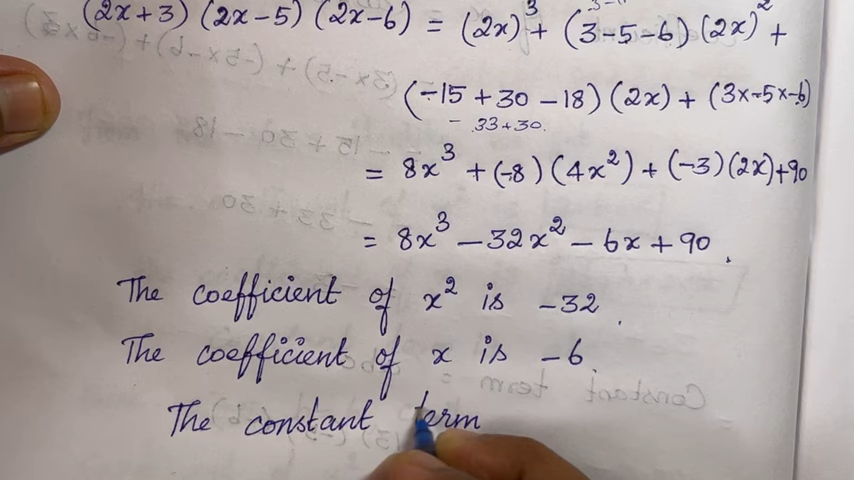 (2x+3) (2x-5) (2x-6) = (2x)³ + (3-5-6) (2x)² +
(-15 + 30 - 18) (2x) + (3x-5x-6)
- 33+30.
= 8x³ + (-8) (4x²) + (-3) (2x) + 90
= 8x³ - 32x² - 6x + 90.
The coefficient of x² is -32.
The coefficient of x is -6.
The constant term